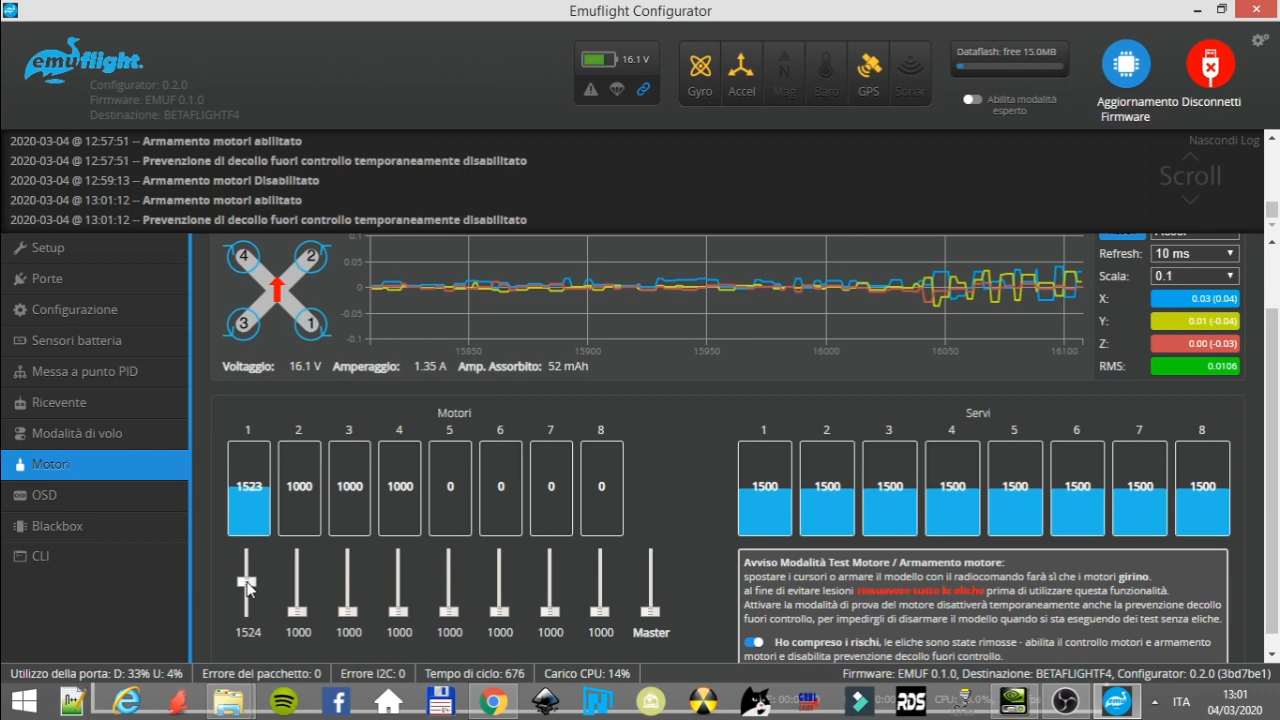 Emuflight Configurator
emuflight.
Configurator: 0.2.0
Firmware: EMUF 0.1.0
Destinazione: BETAFLIGHTF4
16.1 V
Gyro
Accel
Mag
Baro
GPS
Sonar
Dataflash: free 15.0MB
Abilita modalità
esperto
Aggiornamento
Firmware
Disconnetti
2020-03-04 @ 12:57:51 -- Armamento motori abilitato
2020-03-04 @ 12:57:51 -- Prevenzione di decollo fuori controllo temporaneamente disabilitato
2020-03-04 @ 12:59:13 -- Armamento motori Disabilitato
2020-03-04 @ 13:01:12 -- Armamento motori abilitato
2020-03-04 @ 13:01:12 -- Prevenzione di decollo fuori controllo temporaneamente disabilitato
Nascondi Log
Scroll
Setup
Porte
Configurazione
Sensori batteria
Messa a punto PID
Ricevente
Modalità di volo
Motori
OSD
Blackbox
CLI
4 2
3 1
0.1
0.05
0
-0.05
-0.1
15850 15900 15950 16000 16050 16100
Refresh: 10 ms
Scala: 0.1
X: 0.03 (0.04)
Y: 0.01 (-0.04)
Z: 0.00 (-0.03)
RMS: 0.0106
Voltaggio: 16.1 V Amperaggio: 1.35 A Amp. Assorbito: 52 mAh
Motori
1 2 3 4 5 6 7 8
1523 1000 1000 1000 0 0 0 0
1524 1000 1000 1000 1000 1000 1000 1000 Master
Servi
1 2 3 4 5 6 7 8
1500 1500 1500 1500 1500 1500 1500 1500
Avviso Modalità Test Motore / Armamento motore:
spostare i cursori o armare il modello con il radiocomando farà sì che i motori girino.
al fine di evitare lesioni rimuovere tutte le eliche prima di utilizzare questa funzionalità.
Attivare la modalità di prova del motore disattiverà temporaneamente anche la prevenzione decollo
fuori controllo, per impedirgli di disarmare il modello quando si sta eseguendo dei test senza eliche.
Ho compreso i rischi, le eliche sono state rimosse - abilita il controllo motori e armamento
motori e disabilita prevenzione decollo fuori controllo.
Utilizzo della porta: D: 33% U: 4% Errore del pacchetto: 0 Errore I2C: 0 Tempo di ciclo: 676 Carico CPU: 14% Firmware: EMUF 0.1.0, Destinazione: BETAFLIGHTF4, Configurator: 0.2.0 (3bd7be1)
RDS
ITA
13:01
04/03/2020